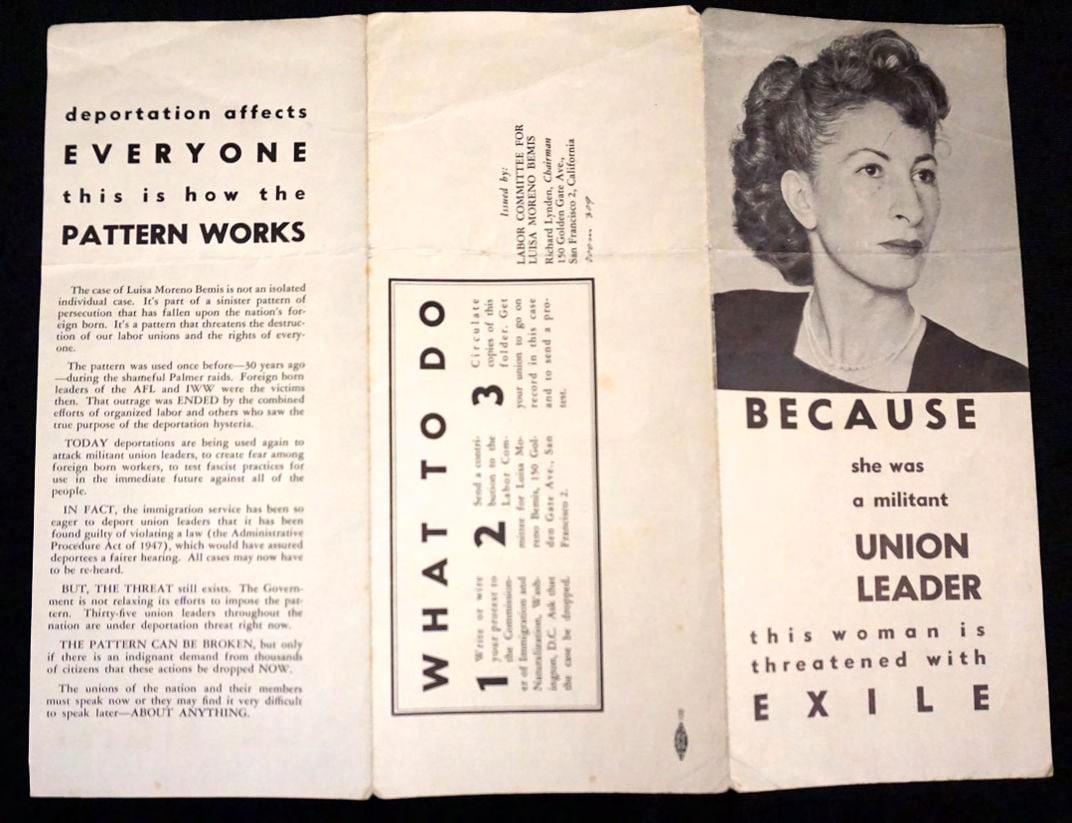 deportation affects
EVERYONE
this is how the
PATTERN WORKS
The case of Luisa Moreno Bemis is not an isolated
individual case. It's part of a sinister pattern of
persecution that has fallen upon the nation's for-
eign born. It's a pattern that threatens the destruc-
tion of our labor unions and the rights of every-
one.
The pattern was used once before—30 years ago
—during the shameful Palmer raids. Foreign born
leaders of the AFL and IWW were the victims
then. That outrage was ENDED by the combined
efforts of organized labor and others who saw the
true purpose of the deportation hysteria.
TODAY deportations are being used again to
attack militant union leaders, to create fear among
foreign born workers, to test fascist practices for
use in the immediate future against all of the
people.
IN FACT, the immigration service has been so
eager to deport union leaders that it has been
found guilty of violating a law (the Administrative
Procedure Act of 1947), which would have assured
deportees a fairer hearing. All cases may now have
to be re-heard.
BUT, THE THREAT still exists. The Govern-
ment is not relaxing its efforts to impose the pat-
tern. Thirty-five union leaders throughout the
nation are under deportation threat right now.
THE PATTERN CAN BE BROKEN, but only
if there is an indignant demand from thousands
of citizens that these actions be dropped NOW.
The unions of the nation and their members
must speak now or they may find it very difficult
to speak later—ABOUT ANYTHING.
WHAT TO DO
1 Write or wire
your protest to
the Commission-
er of Immigration and
Naturalization, Wash-
ington, D.C. Ask that
the case be dropped.
2 Send a contri-
bution to the
Labor Com-
mittee for Luisa Mo-
reno Bemis, 150 Gol-
den Gate Ave., San
Francisco 2.
3 Circulate
copies of this
folder. Get
your union to go on
record in this case
and to send a pro-
test.
Issued by:
LABOR COMMITTEE FOR
LUISA MORENO BEMIS
Richard Lynden, Chairman
150 Golden Gate Ave.,
San Francisco 2, California
room 309
BECAUSE
she was
a militant
UNION
LEADER
this woman is
threatened with
EXILE